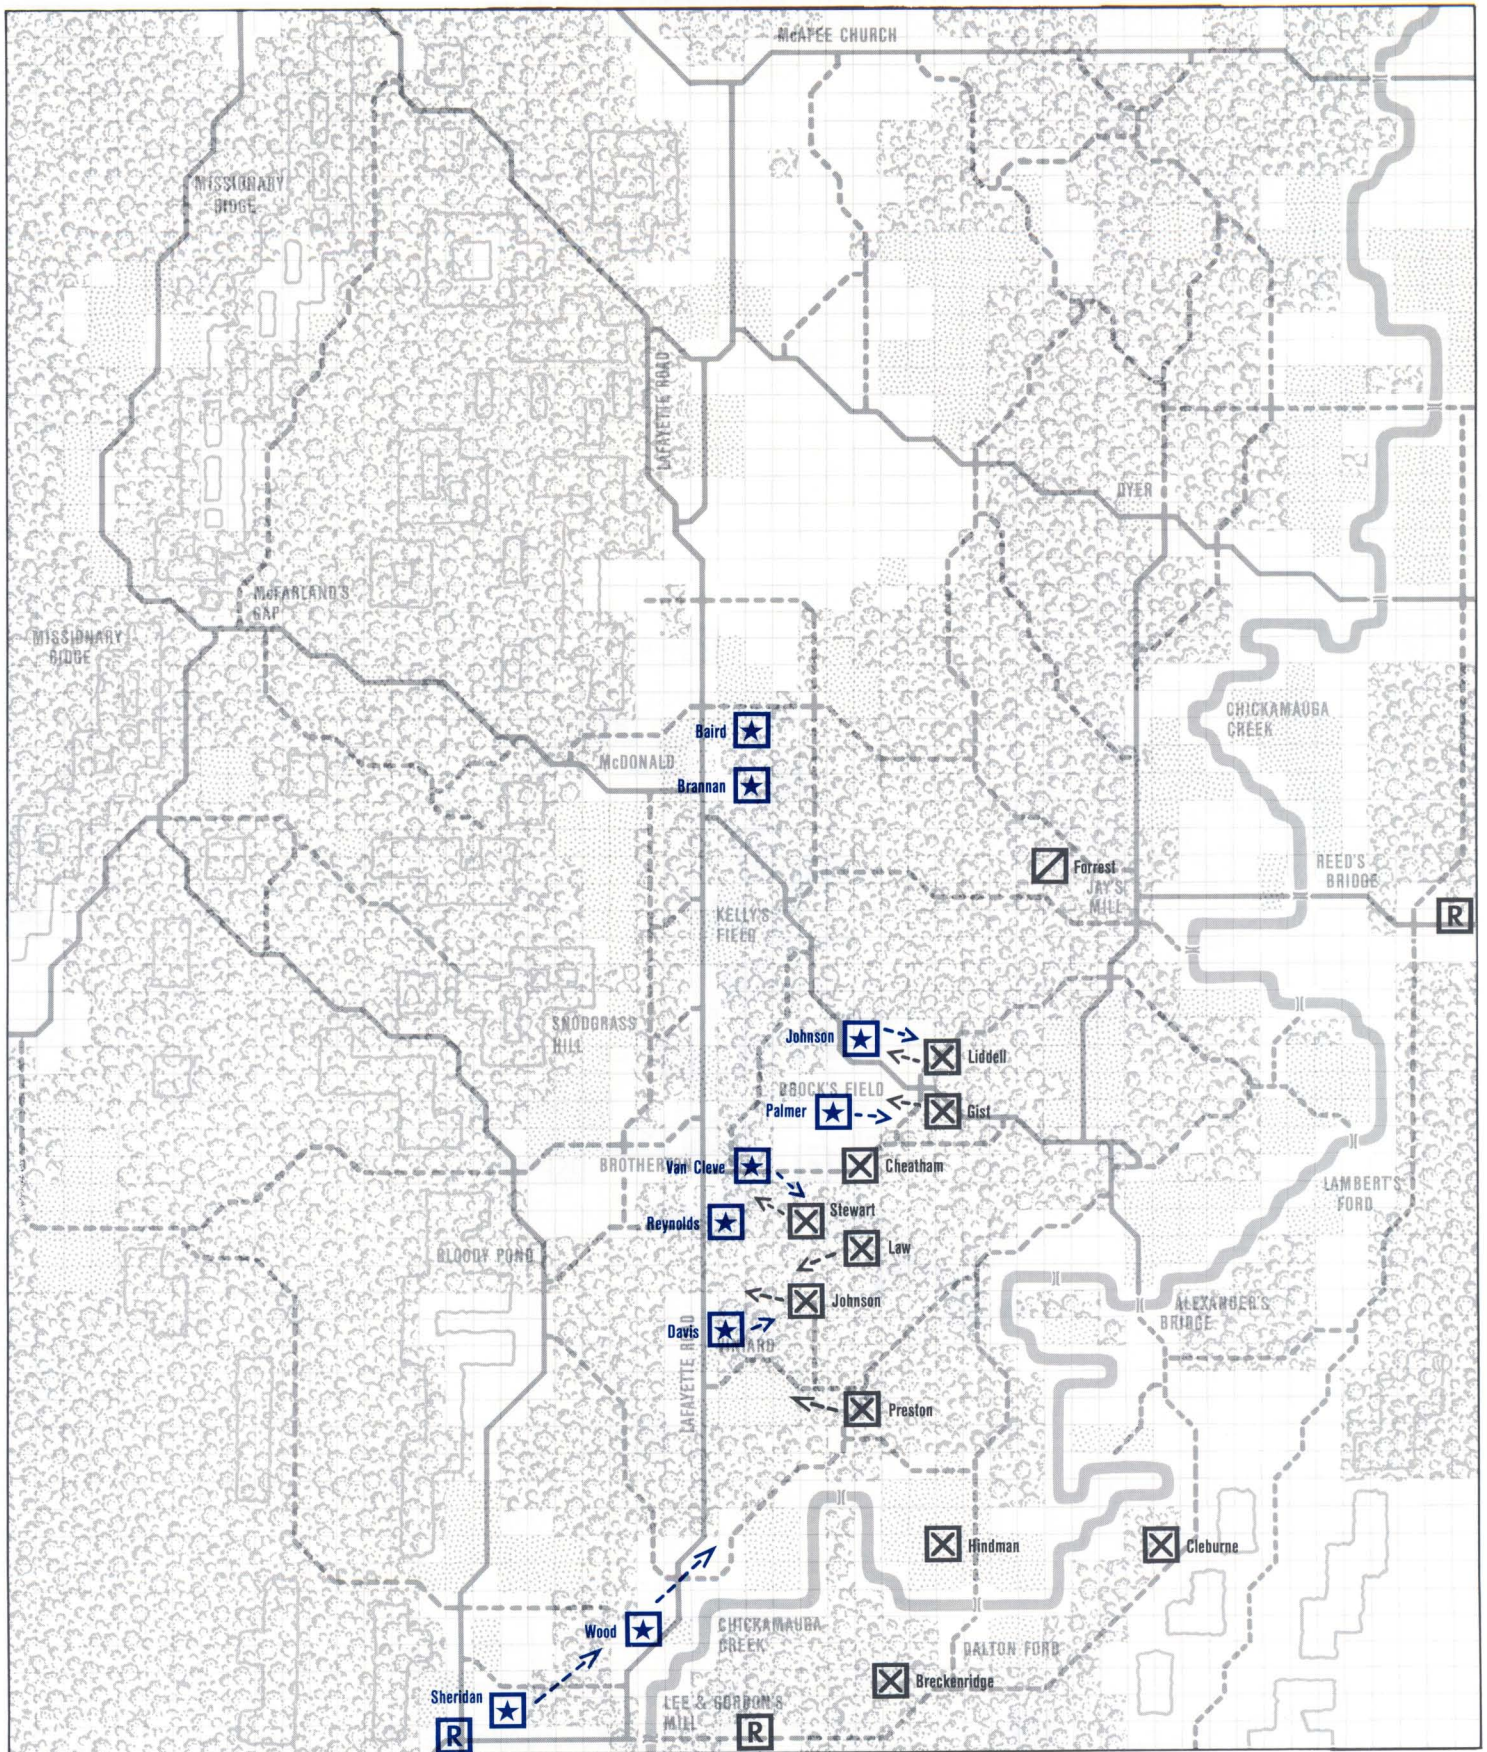 McAFEE CHURCH
MISSIONARY
RIDGE
LAFAYETTE ROAD
DYER
McFARLAND'S
GAP
MISSIONARY
RIDGE
CHICKAMAUGA
CREEK
Baird
McDONALD
Brannan
Forrest
REED'S
BRIDGE
JAY'S
MILL
KELLY'S
FIELD
R
SNODGRASS
HILL
Johnson
Liddell
BROCK'S FIELD
Palmer
Gist
BROTHERTON
Van Cleve
Cheatham
LAMBERT'S
FORD
Stewart
Reynolds
Law
BLOODY POND
Johnson
ALEXANDER'S
BRIDGE
Davis
VINIARD
LAFAYETTE ROAD
Preston
Hindman
Cleburne
Wood
CHICKAMAUGA
CREEK
DALTON FORD
Breckenridge
Sheridan
LEE & GORDON'S
MILL
R
R